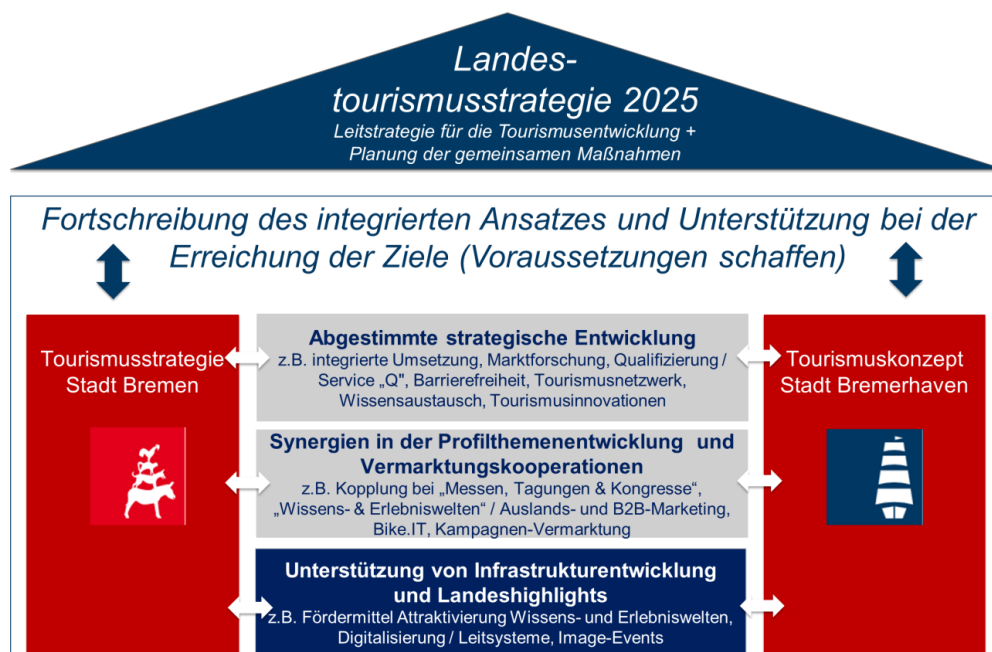 Landes-
tourismusstrategie 2025
Leitstrategie für die Tourismusentwicklung +
Planung der gemeinsamen Maßnahmen
Fortschreibung des integrierten Ansatzes und Unterstützung bei der
Erreichung der Ziele (Voraussetzungen schaffen)
Tourismusstrategie
Stadt Bremen
Abgestimmte strategische Entwicklung
z.B. integrierte Umsetzung, Marktforschung, Qualifizierung /
Service „Q", Barrierefreiheit, Tourismusnetzwerk,
Wissensaustausch, Tourismusinnovationen
Synergien in der Profilthemenentwicklung und
Vermarktungskooperationen
z.B. Kopplung bei „Messen, Tagungen & Kongresse“,
„Wissens- & Erlebniswelten“ / Auslands- und B2B-Marketing,
Bike.IT, Kampagnen-Vermarktung
Unterstützung von Infrastrukturentwicklung
und Landeshighlights
z.B. Fördermittel Attraktivierung Wissens- und Erlebniswelten,
Digitalisierung / Leitsysteme, Image-Events
Tourismuskonzept
Stadt Bremerhaven